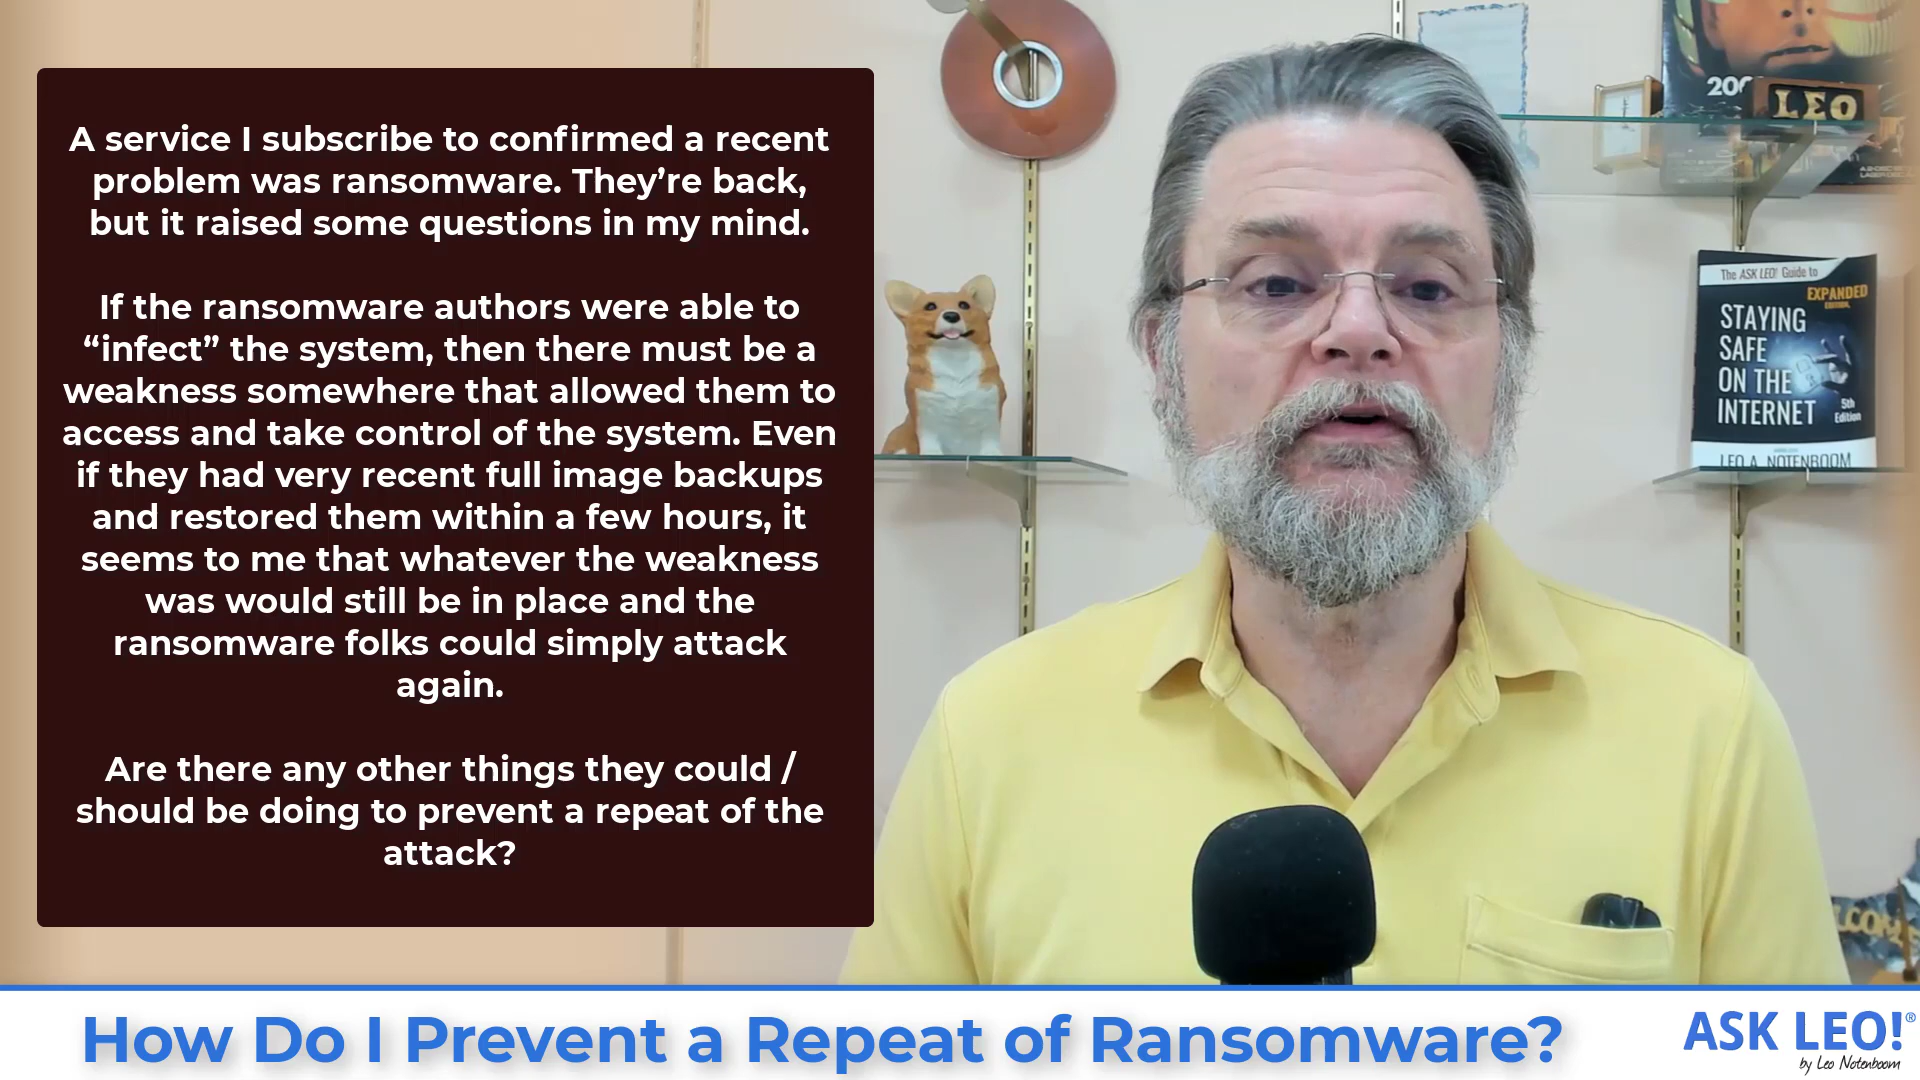 A service I subscribe to confirmed a recent
problem was ransomware. They’re back,
but it raised some questions in my mind.
If the ransomware authors were able to
“infect” the system, then there must be a
weakness somewhere that allowed them to
access and take control of the system. Even
if they had very recent full image backups
and restored them within a few hours, it
seems to me that whatever the weakness
was would still be in place and the
ransomware folks could simply attack
again.
Are there any other things they could /
should be doing to prevent a repeat of the
attack?
200
LEO
The ASK LEO! Guide to
EXPANDED
EDITION
STAYING
SAFE
ON THE
INTERNET
5th
Edition
LEO A. NOTENBOOM
How Do I Prevent a Repeat of Ransomware?
ASK LEO!®
by Leo Notenboom